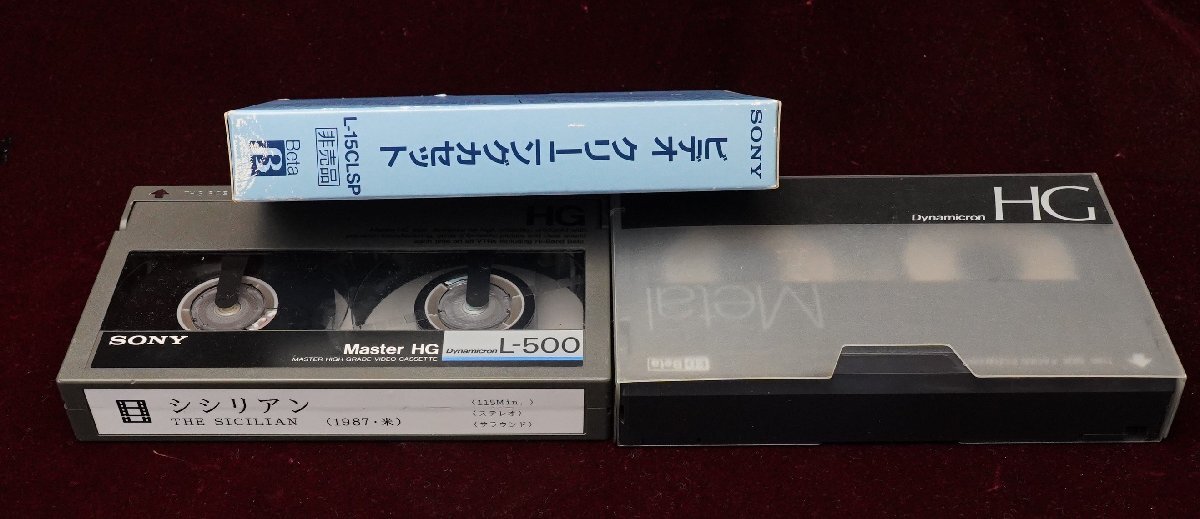 SONY
ビデオ クリーニングカセット
L-15CLSP
非売品
Beta
HG
SONY
Master HG
MASTER HIGH GRADE VIDEO CASSETTE
Dynamicron L-500
シシリアン
THE SICILIAN (1987・米)
(115Min.)
(ステレオ)
(サラウンド)
Dynamicron HG
Metal